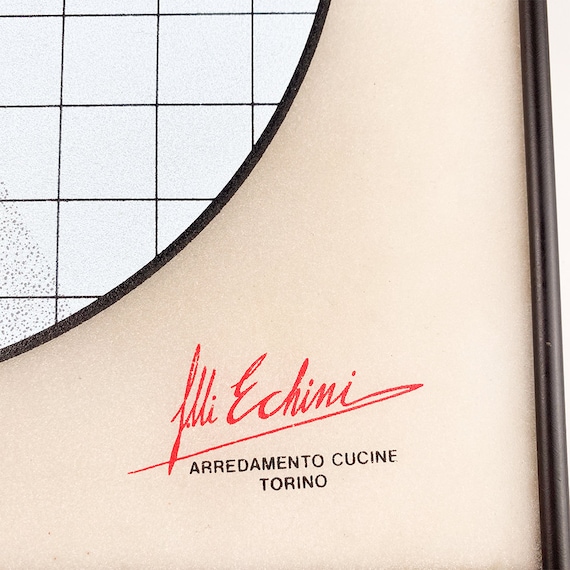 f.lli Echini
ARREDAMENTO CUCINE
TORINO